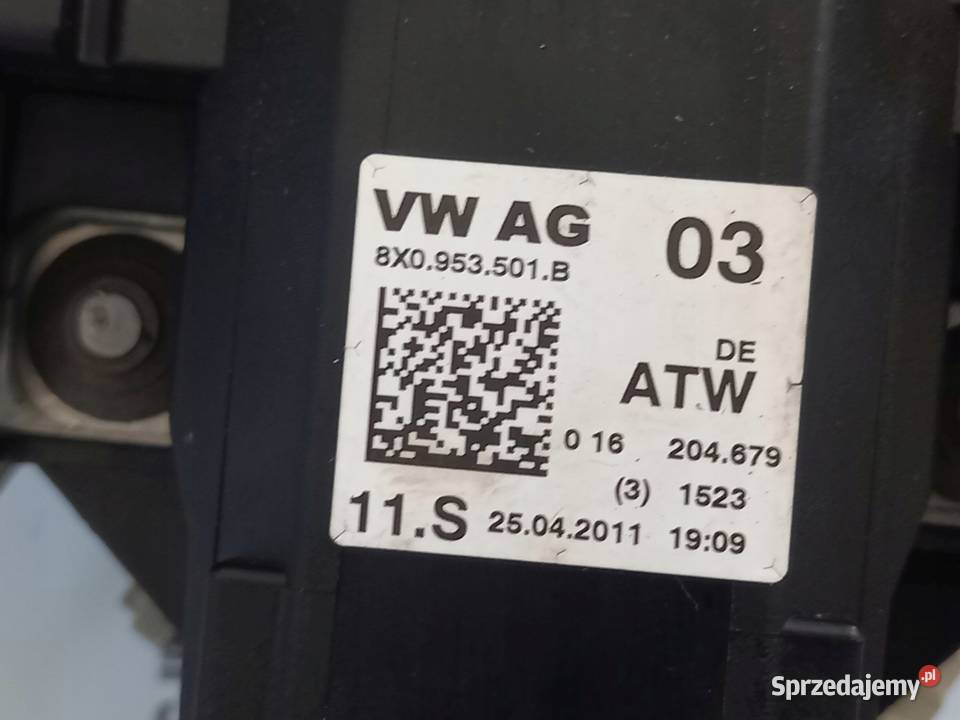 VW AG 03
8X0.953.501.B
DE
ATW
0 16 204.679
(3) 1523
11.S 25.04.2011 19:09
Sprzedajemy.pl